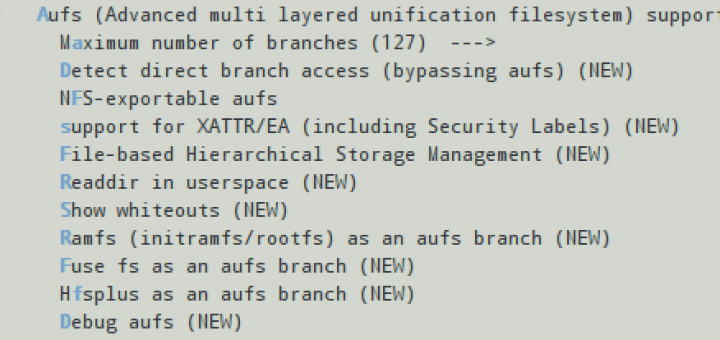 Aufs (Advanced multi layered unification filesystem) support
Maximum number of branches (127)  --->
Detect direct branch access (bypassing aufs) (NEW)
NFS-exportable aufs
support for XATTR/EA (including Security Labels) (NEW)
File-based Hierarchical Storage Management (NEW)
Readdir in userspace (NEW)
Show whiteouts (NEW)
Ramfs (initramfs/rootfs) as an aufs branch (NEW)
Fuse fs as an aufs branch (NEW)
Hfsplus as an aufs branch (NEW)
Debug aufs (NEW)